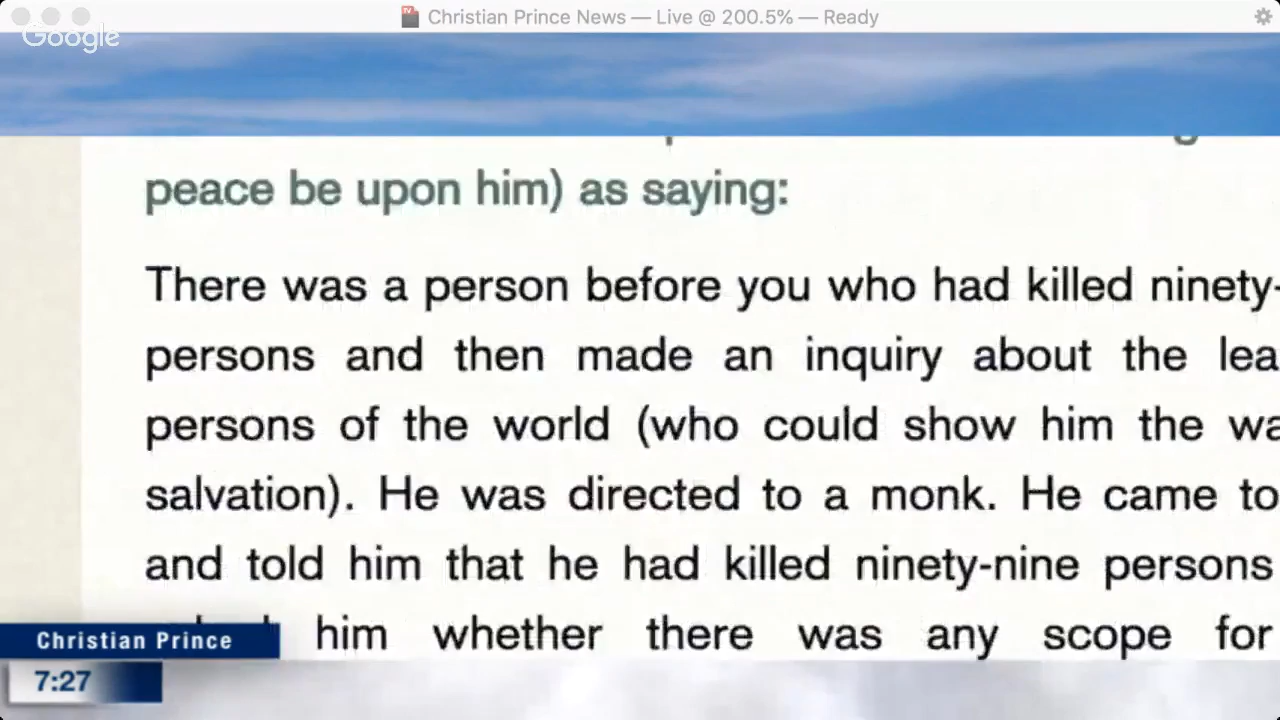 Christian Prince News — Live @ 200.5% — Ready
Google
peace be upon him) as saying:
There was a person before you who had killed ninety-
persons and then made an inquiry about the lea
persons of the world (who could show him the wa
salvation). He was directed to a monk. He came to
and told him that he had killed ninety-nine persons
him whether there was any scope for
Christian Prince
7:27